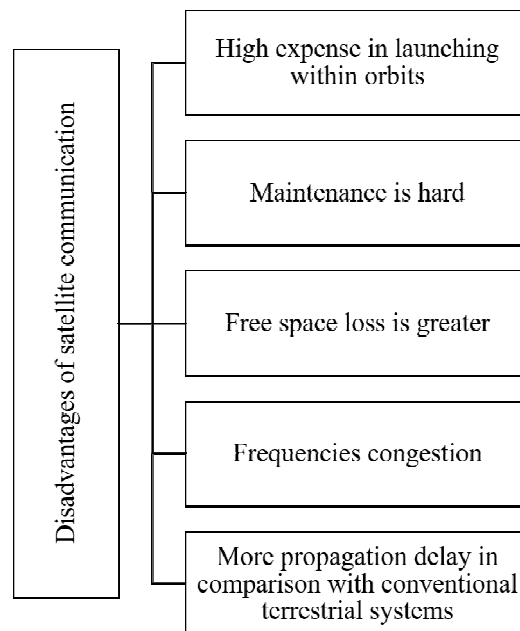 Disadvantages of satellite communication
High expense in launching
within orbits
Maintenance is hard
Free space loss is greater
Frequencies congestion
More propagation delay in
comparison with conventional
terrestrial systems